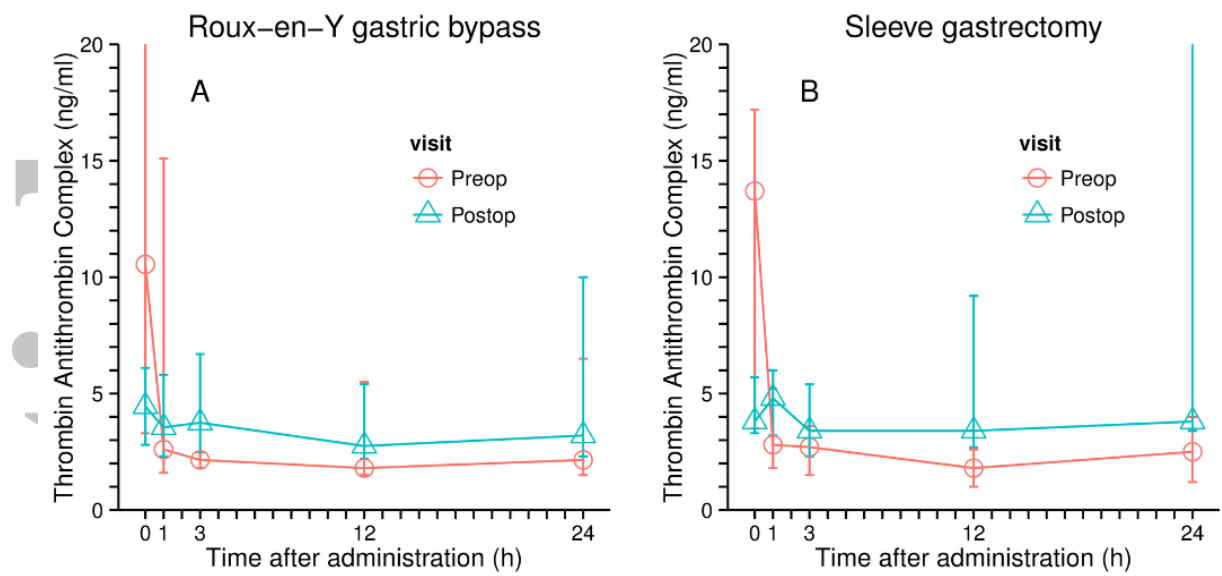 Roux−en−Y gastric bypass
A
Thrombin Antithrombin Complex (ng/ml)
20
15
10
5
0
visit
Preop
Postop
0 1 3 12 24
Time after administration (h)
Sleeve gastrectomy
B
Thrombin Antithrombin Complex (ng/ml)
20
15
10
5
0
visit
Preop
Postop
0 1 3 12 24
Time after administration (h)